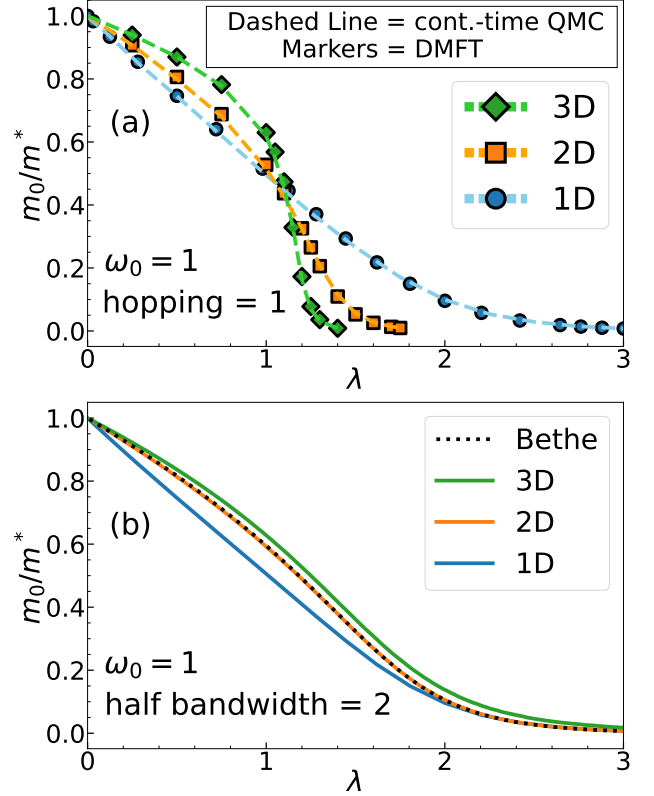 Dashed Line = cont.-time QMC
Markers = DMFT
1.0
0.8
0.6
0.4
0.2
0.0
m₀/m*
(a)
3D
2D
1D
ω₀ = 1
hopping = 1
0 1 2 3
λ
1.0
0.8
0.6
0.4
0.2
0.0
m₀/m*
(b)
Bethe
3D
2D
1D
ω₀ = 1
half bandwidth = 2
0 1 2 3
λ